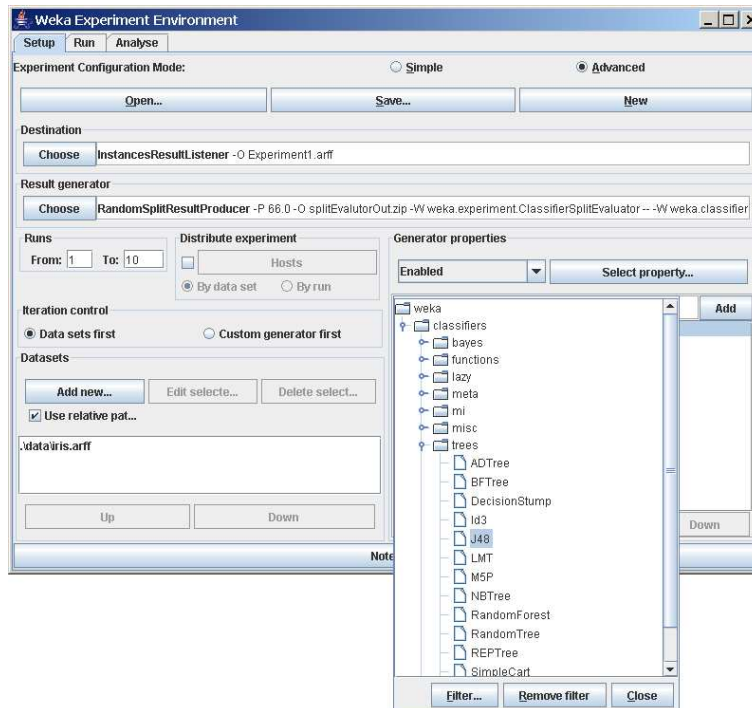 Weka Experiment Environment
Setup Run Analyse
Experiment Configuration Mode: Simple Advanced
Open... Save... New
Destination
Choose InstancesResultListener -O Experiment1.arff
Result generator
Choose RandomSplitResultProducer -P 66.0 -O splitEvalutorOut.zip -W weka.experiment.ClassifierSplitEvaluator -- -W weka.classifier
Runs
From: 1 To: 10
Distribute experiment
Hosts
By data set By run
Generator properties
Enabled Select property...
Iteration control
Data sets first Custom generator first
Datasets
Add new... Edit selecte... Delete select...
Use relative pat...
.\data\iris.arff
Up Down
Add
weka
classifiers
bayes
functions
lazy
meta
mi
misc
trees
ADTree
BFTree
DecisionStump
Id3
J48
LMT
M5P
NBTree
RandomForest
RandomTree
REPTree
SimpleCart
Down
Note
Filter... Remove filter Close